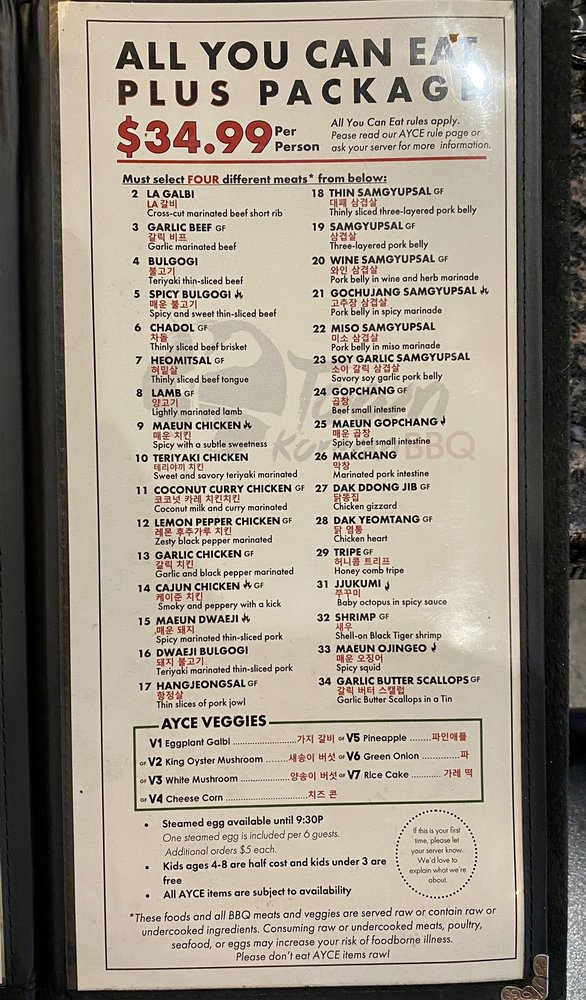 ALL YOU CAN EAT
PLUS PACKAGE
$34.99 Per Person
All You Can Eat rules apply.
Please read our AYCE rule page or
ask your server for more information.
Must select FOUR different meats* from below:
2 LA GALBI
LA 갈비
Cross-cut marinated beef short rib
3 GARLIC BEEF GF
갈릭 비프
Garlic marinated beef
4 BULGOGI
불고기
Teriyaki thin-sliced beef
5 SPICY BULGOGI
매운 불고기
Spicy and sweet thin-sliced beef
6 CHADOL GF
차돌
Thinly sliced beef brisket
7 HEOMITSAL GF
혀밑살
Thinly sliced beef tongue
8 LAMB GF
양고기
Lightly marinated lamb
9 MAEUN CHICKEN
매운 치킨
Spicy with a subtle sweetness
10 TERIYAKI CHICKEN
테리야끼 치킨
Sweet and savory teriyaki marinated
11 COCONUT CURRY CHICKEN GF
코코넛 카레 치킨치킨
Coconut milk and curry marinated
12 LEMON PEPPER CHICKEN GF
레몬 후추가루 치킨
Zesty black pepper marinated
13 GARLIC CHICKEN GF
갈릭 치킨
Garlic and black pepper marinated
14 CAJUN CHICKEN GF
케이준 치킨
Smoky and peppery with a kick
15 MAEUN DWAEJI
매운 돼지
Spicy marinated thin-sliced pork
16 DWAEJI BULGOGI
돼지 불고기
Teriyaki marinated thin-sliced pork
17 HANGJEONGSAL GF
항정살
Thin slices of pork jowl
18 THIN SAMGYUPSAL GF
대패 삼겹살
Thinly sliced three-layered pork belly
19 SAMGYUPSAL GF
삼겹살
Three-layered pork belly
20 WINE SAMGYUPSAL GF
와인 삼겹살
Pork belly in wine and herb marinade
21 GOCHUJANG SAMGYUPSAL
고추장 삼겹살
Pork belly in spicy marinade
22 MISO SAMGYUPSAL
미소 삼겹살
Pork belly in miso marinade
23 SOY GARLIC SAMGYUPSAL
소이 갈릭 삼겹살
Savory soy garlic pork belly
24 GOPCHANG GF
곱창
Beef small intestine
25 MAEUN GOPCHANG
매운 곱창
Spicy beef small intestine
26 MAKCHANG
막창
Marinated pork intestine
27 DAK DDONG JIB GF
닭똥집
Chicken gizzard
28 DAK YEOMTANG GF
닭 염통
Chicken heart
29 TRIPE GF
허니콤 트리프
Honey comb tripe
31 JJUKUMI
쭈꾸미
Baby octopus in spicy sauce
32 SHRIMP GF
새우
Shell-on Black Tiger shrimp
33 MAEUN OJINGEO
매운 오징어
Spicy squid
34 GARLIC BUTTER SCALLOPS GF
갈릭 버터 스캘럽
Garlic Butter Scallops in a Tin
BBQ
AYCE VEGGIES
V1 Eggplant Galbi ........ 가지 갈비
GF V2 King Oyster Mushroom ........ 새송이 버섯
GF V3 White Mushroom ........ 양송이 버섯
GF V4 Cheese Corn ........ 치즈 콘
GF V5 Pineapple ........ 파인애플
GF V6 Green Onion ........ 파
GF V7 Rice Cake ........ 가레 떡
• Steamed egg available until 9:30P
One steamed egg is included per 6 guests.
Additional orders $5 each.
• Kids ages 4-8 are half cost and kids under 3 are
free
• All AYCE items are subject to availability
If this is your first
time, please let
your server know.
We'd love to
explain what we're
about.
*These foods and all BBQ meats and veggies are served raw or contain raw or
undercooked ingredients. Consuming raw or undercooked meats, poultry,
seafood, or eggs may increase your risk of foodborne illness.
Please don't eat AYCE items raw!